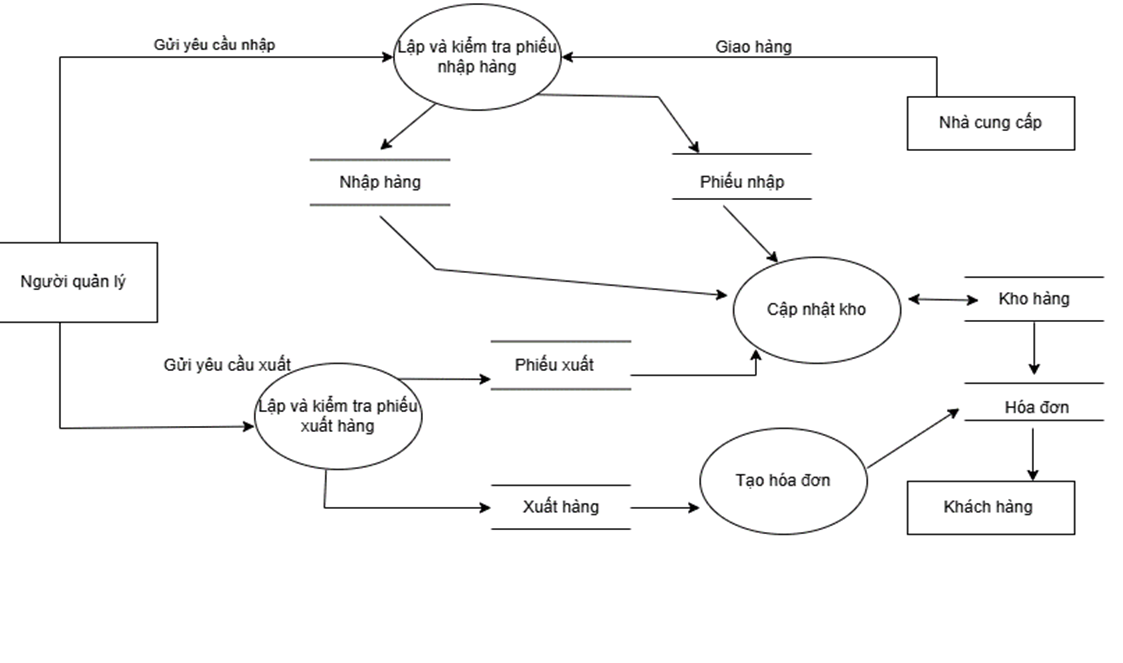 Gửi yêu cầu nhập
Lập và kiểm tra phiếu
nhập hàng
Giao hàng
Nhà cung cấp
Nhập hàng
Phiếu nhập
Người quản lý
Cập nhật kho
Kho hàng
Gửi yêu cầu xuất
Phiếu xuất
Lập và kiểm tra phiếu
xuất hàng
Hóa đơn
Tạo hóa đơn
Xuất hàng
Khách hàng